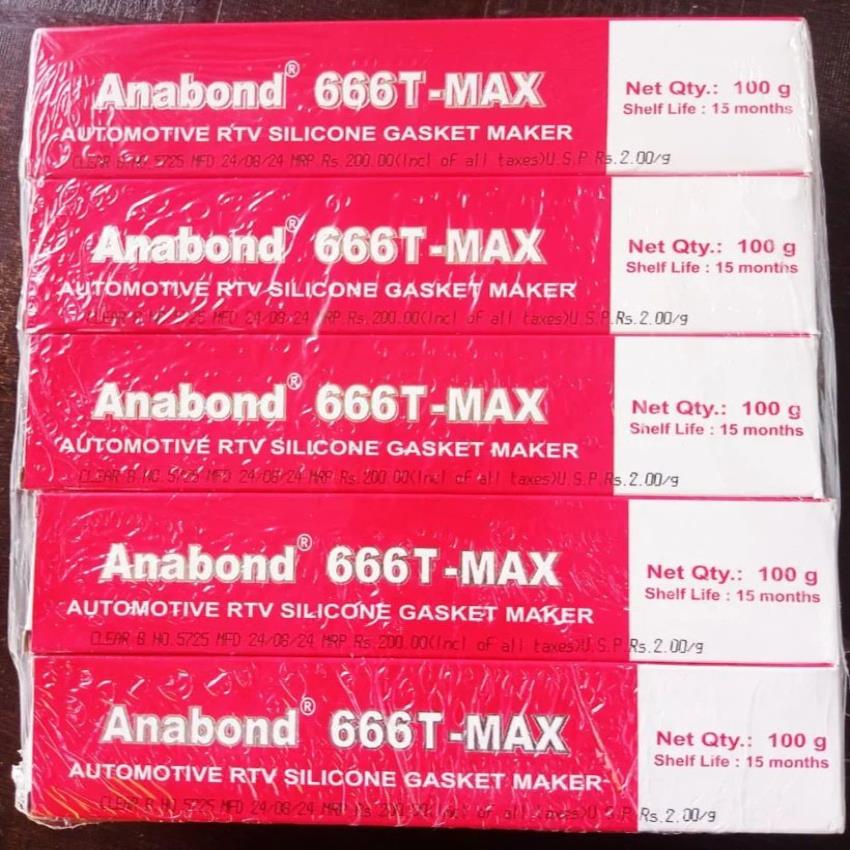 Anabond® 666T-MAX
AUTOMOTIVE RTV SILICONE GASKET MAKER
CLEAR B.NO.5725 MFD 24/08/24 MRP Rs.200.00(Incl of all taxes)U.S.P.Rs.2.00/g
Net Qty.: 100 g
Shelf Life : 15 months
Anabond® 666T-MAX
AUTOMOTIVE RTV SILICONE GASKET MAKER
CLEAR B.NO.5725 MFD 24/08/24 MRP Rs.200.00(Incl of all taxes)U.S.P.Rs.2.00/g
Net Qty.: 100 g
Shelf Life : 15 months
Anabond® 666T-MAX
AUTOMOTIVE RTV SILICONE GASKET MAKER
CLEAR B.NO.5725 MFD 24/08/24 MRP Rs.200.00(Incl of all taxes)U.S.P.Rs.2.00/g
Net Qty.: 100 g
Shelf Life : 15 months
Anabond® 666T-MAX
AUTOMOTIVE RTV SILICONE GASKET MAKER
CLEAR B.NO.5725 MFD 24/08/24 MRP Rs.200.00(Incl of all taxes)U.S.P.Rs.2.00/g
Net Qty.: 100 g
Shelf Life : 15 months
Anabond® 666T-MAX
AUTOMOTIVE RTV SILICONE GASKET MAKER
CLEAR B.NO.5725 MFD 24/08/24 MRP Rs.200.00(Incl of all taxes)U.S.P.Rs.2.00/g
Net Qty.: 100 g
Shelf Life : 15 months